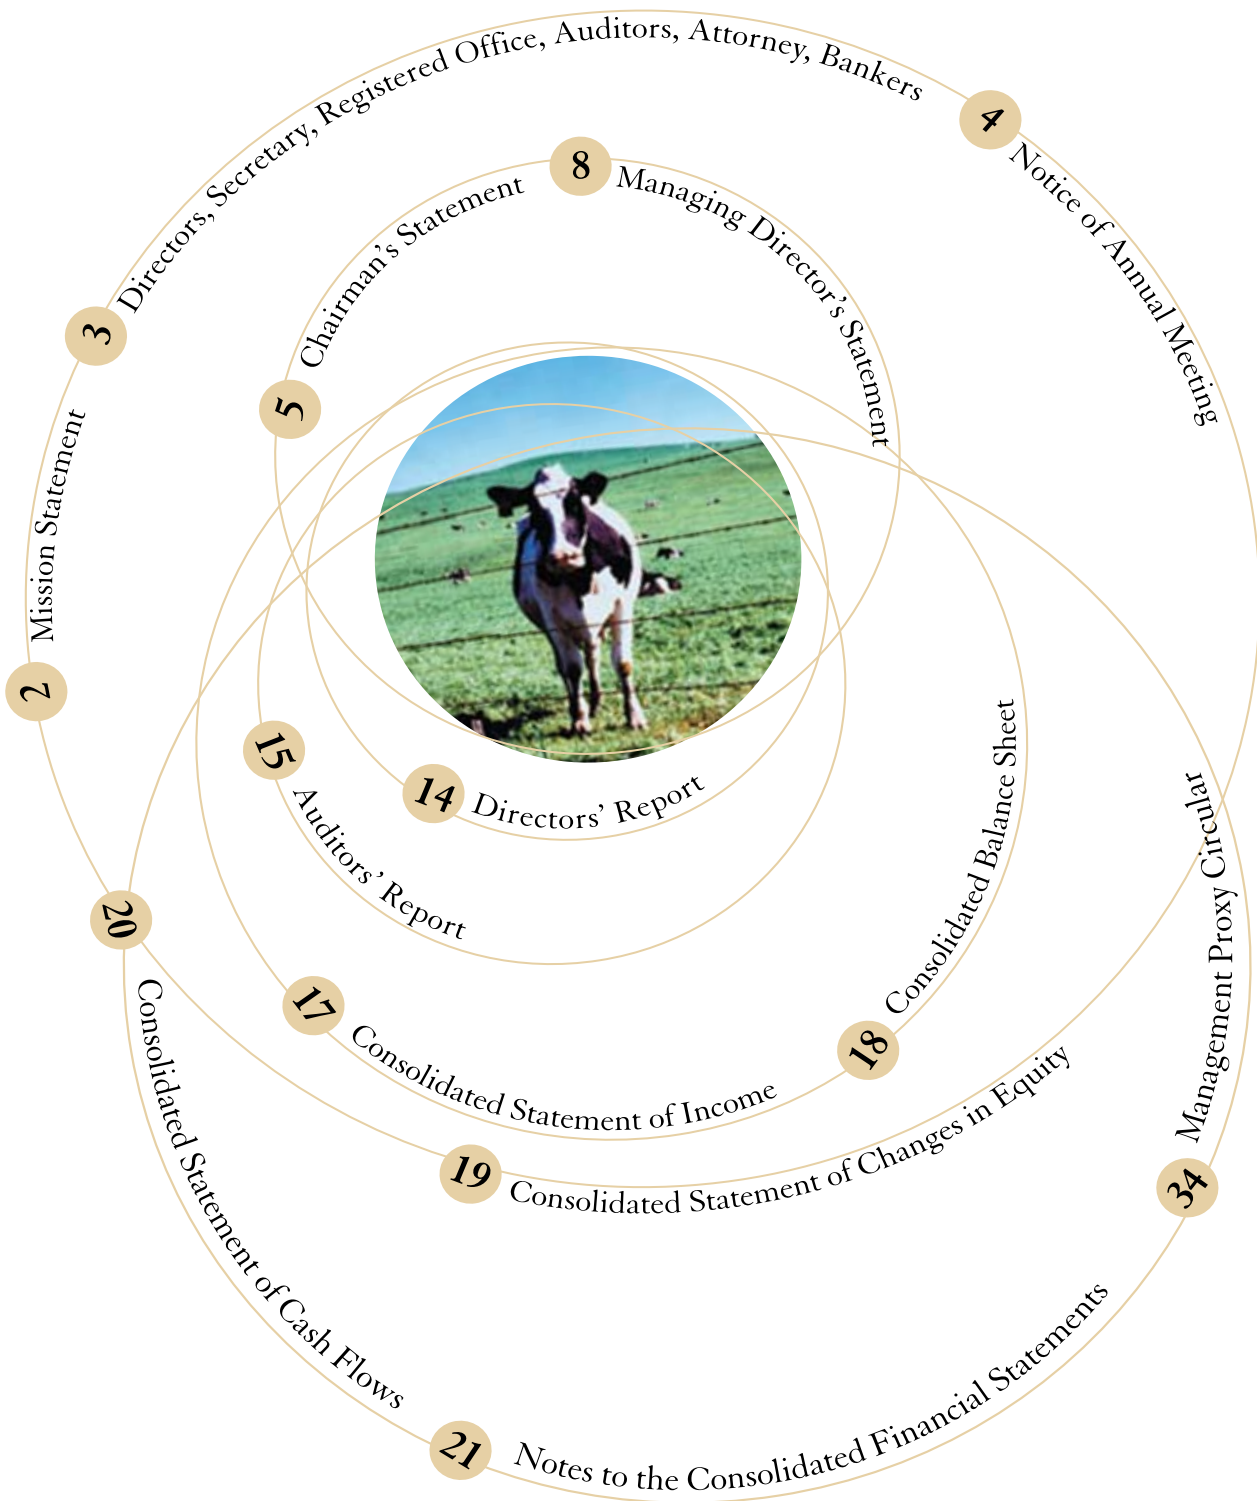 2 Mission Statement
3 Directors, Secretary, Registered Office, Auditors, Attorney, Bankers
4 Notice of Annual Meeting
5 Chairman’s Statement
8 Managing Director’s Statement
14 Directors’ Report
15 Auditors’ Report
17 Consolidated Statement of Income
18 Consolidated Balance Sheet
19 Consolidated Statement of Changes in Equity
20 Consolidated Statement of Cash Flows
21 Notes to the Consolidated Financial Statements
34 Management Proxy Circular